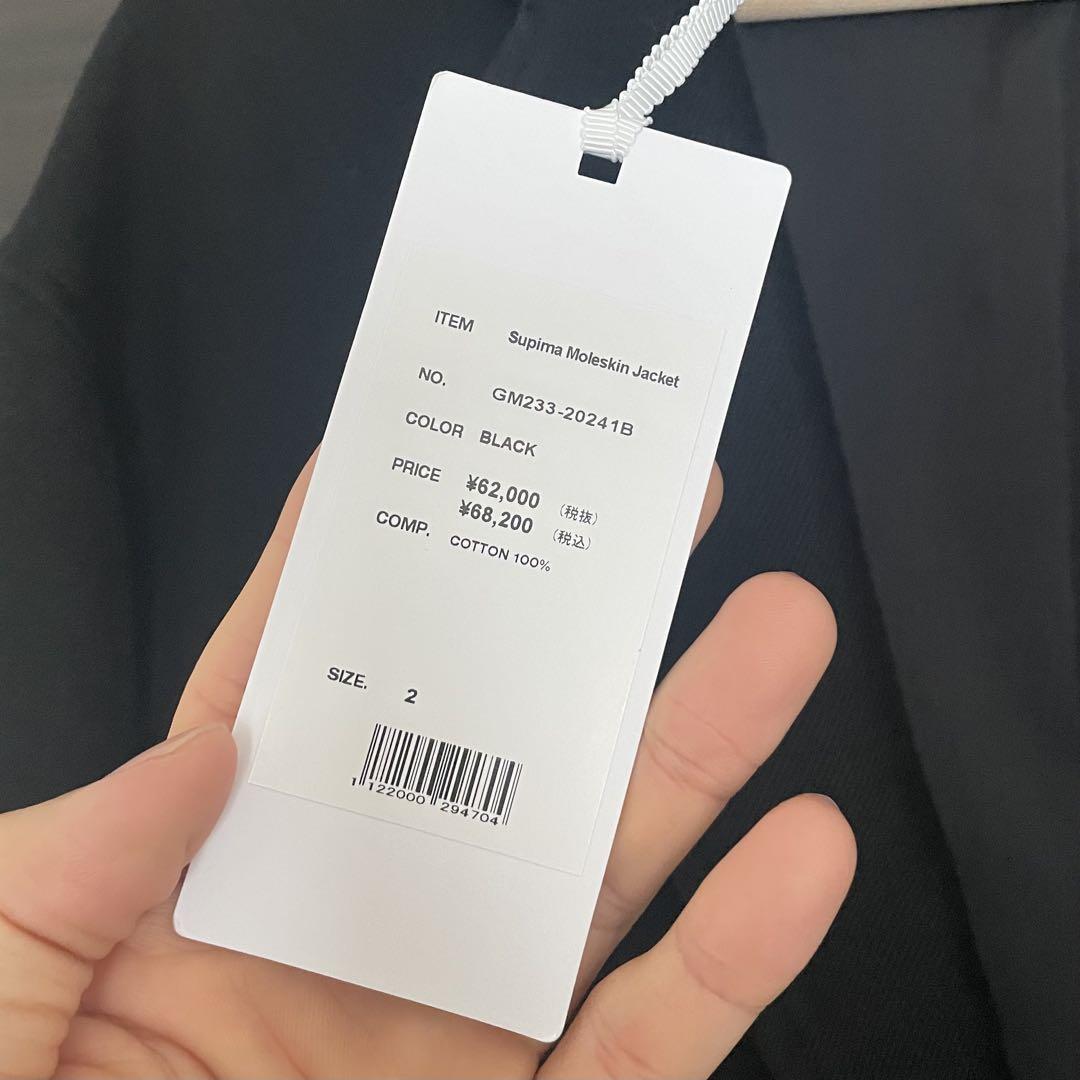 ITEM Supima Moleskin Jacket
NO. GM233-20241B
COLOR BLACK
PRICE ¥62,000 (税抜)
¥68,200 (税込)
COMP. COTTON 100%
SIZE. 2
1 122000 294704